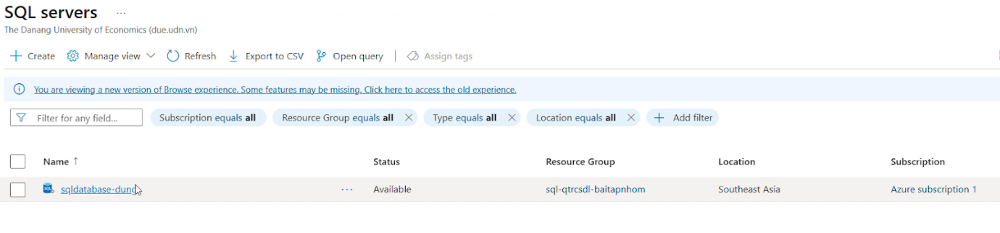 SQL servers ...
The Danang University of Economics (due.udn.vn)
Create Manage view Refresh Export to CSV Open query Assign tags
You are viewing a new version of Browse experience. Some features may be missing. Click here to access the old experience.
Filter for any field... Subscription equals all Resource Group equals all Type equals all Location equals all Add filter
Name ↑ Status Resource Group Location Subscription
SQL sqldatabase-dung ... Available sql-qtrcsdl-baitapnhom Southeast Asia Azure subscription 1